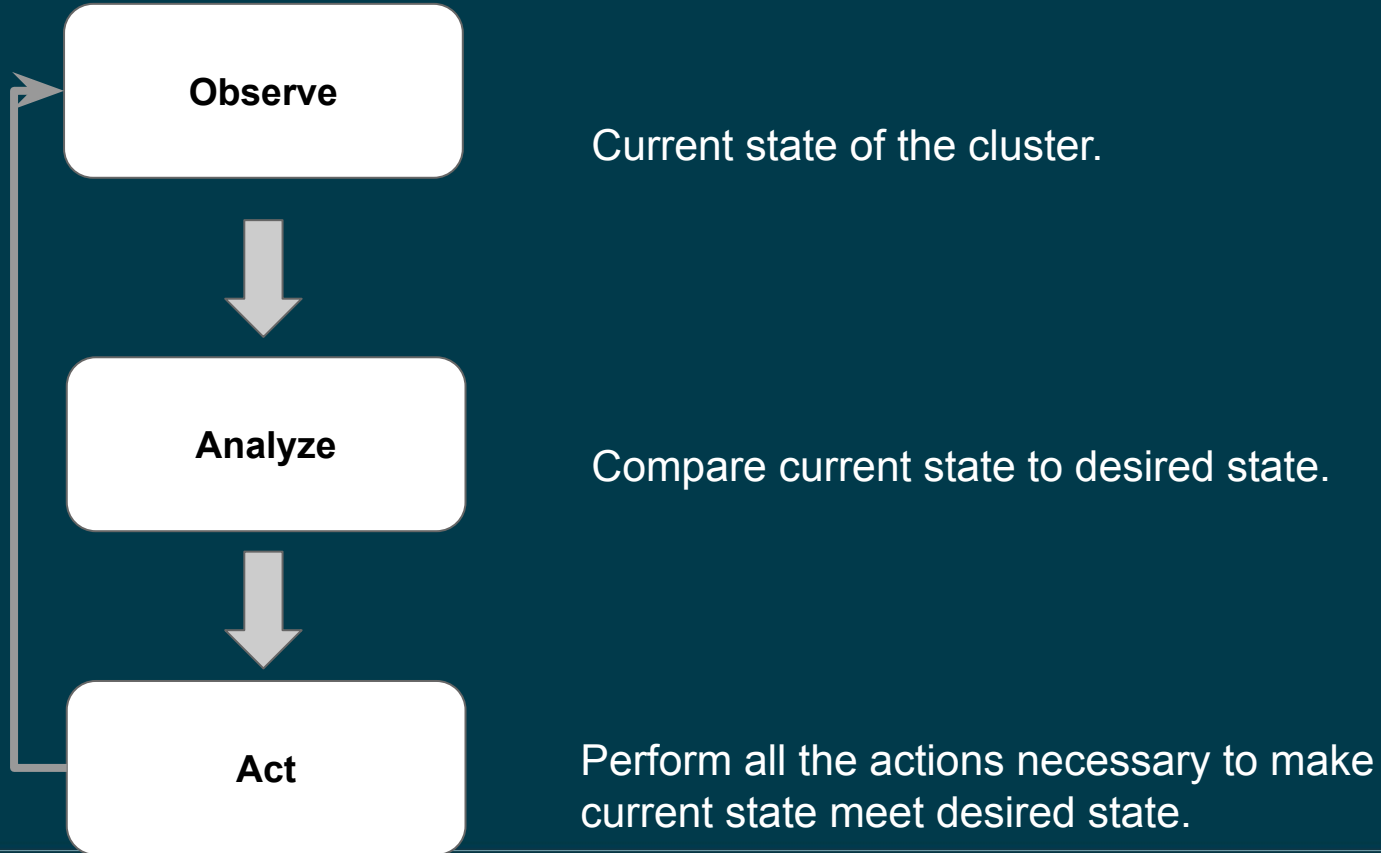 Observe
Current state of the cluster.
Analyze
Compare current state to desired state.
Act
Perform all the actions necessary to make
current state meet desired state.